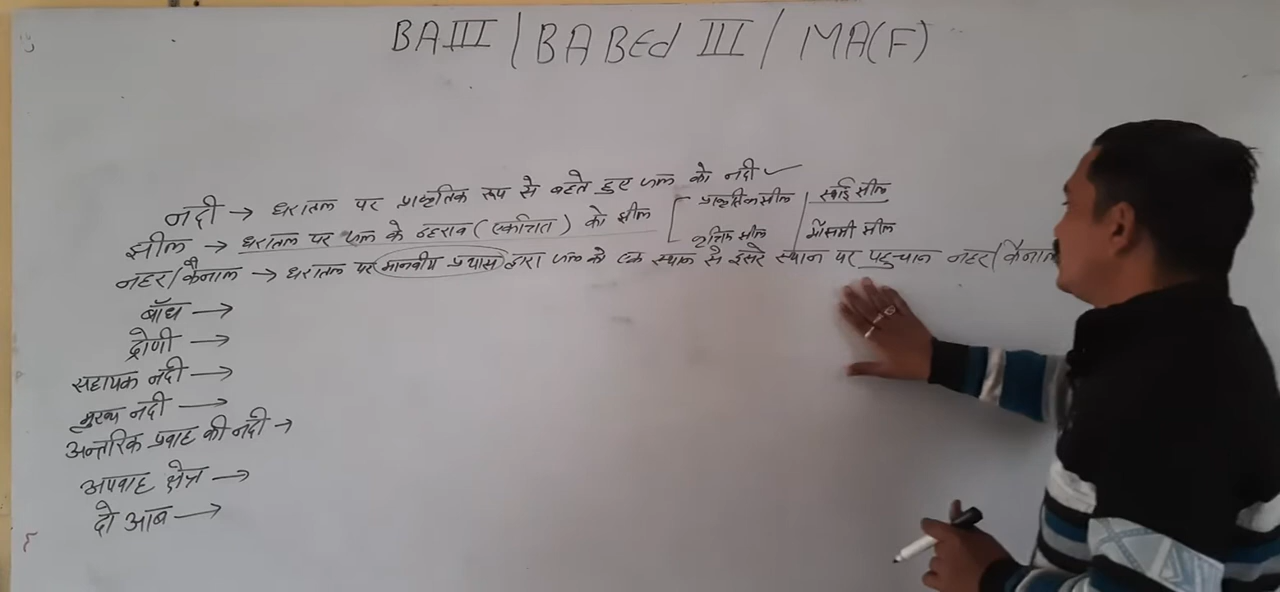 BA III / BA BEd III / MA(F)
नदी → धरातल पर प्राकृतिक रूप से बहते हुए जल को नदी ✓
झील → धरातल पर जल के ठहराव (एकत्रित) को झील [ प्राकृतिक झील | स्थाई झील
कृत्रिम झील | मौसमी झील
नहर/कैनाल → धरातल पर मानवीय प्रयास द्वारा जल को एक स्थान से दूसरे स्थान पर पहुचान नहर/कैनाल
बाँध →
द्रोणी →
सहायक नदी →
मुख्य नदी →
अन्तरिक प्रवाह की नदी →
अपवाह क्षेत्र →
दो आब →